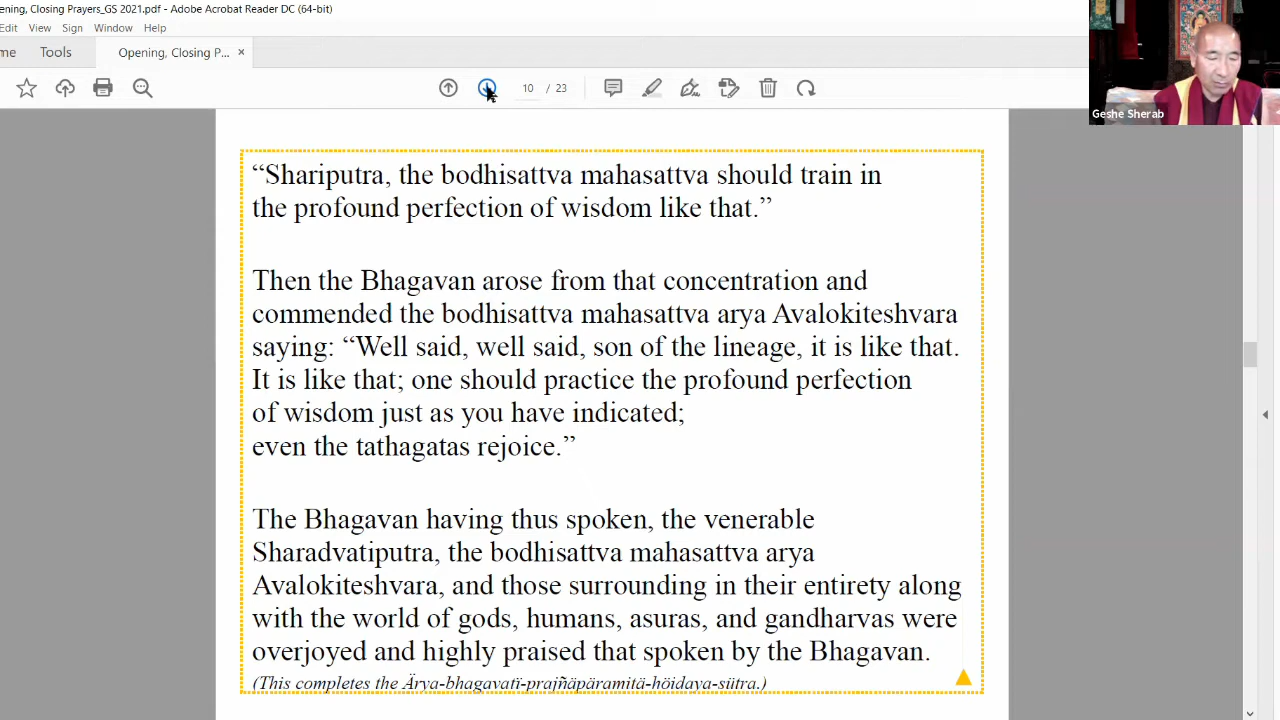 ening, Closing Prayers_GS 2021.pdf - Adobe Acrobat Reader DC (64-bit)
Edit View Sign Window Help
me Tools Opening, Closing P... ×
10 / 23
Geshe Sherab
“Shariputra, the bodhisattva mahasattva should train in
the profound perfection of wisdom like that.”
Then the Bhagavan arose from that concentration and
commended the bodhisattva mahasattva arya Avalokiteshvara
saying: “Well said, well said, son of the lineage, it is like that.
It is like that; one should practice the profound perfection
of wisdom just as you have indicated;
even the tathagatas rejoice.”
The Bhagavan having thus spoken, the venerable
Sharadvatiputra, the bodhisattva mahasattva arya
Avalokiteshvara, and those surrounding in their entirety along
with the world of gods, humans, asuras, and gandharvas were
overjoyed and highly praised that spoken by the Bhagavan.
(This completes the Ärya-bhagavatï-prajñäpäramitä-höidaya-sütra.)